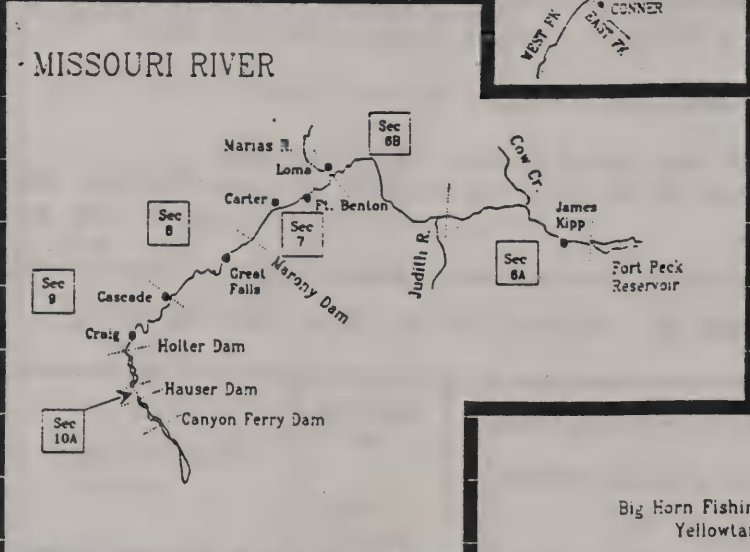 WEST FK
CONNER
EAST FK
MISSOURI RIVER
Marias R.
Loma
Sec
6B
Cow Cr.
Carter
Ft. Benton
Sec
8
Sec
7
James
Kipp
Judith R.
Sec
6A
Fort Peck
Reservoir
Great
Falls
Marony Dam
Sec
9
Cascade
Craig
Holter Dam
Hauser Dam
Sec
10A
Canyon Ferry Dam
Big Horn Fishin
Yellowta